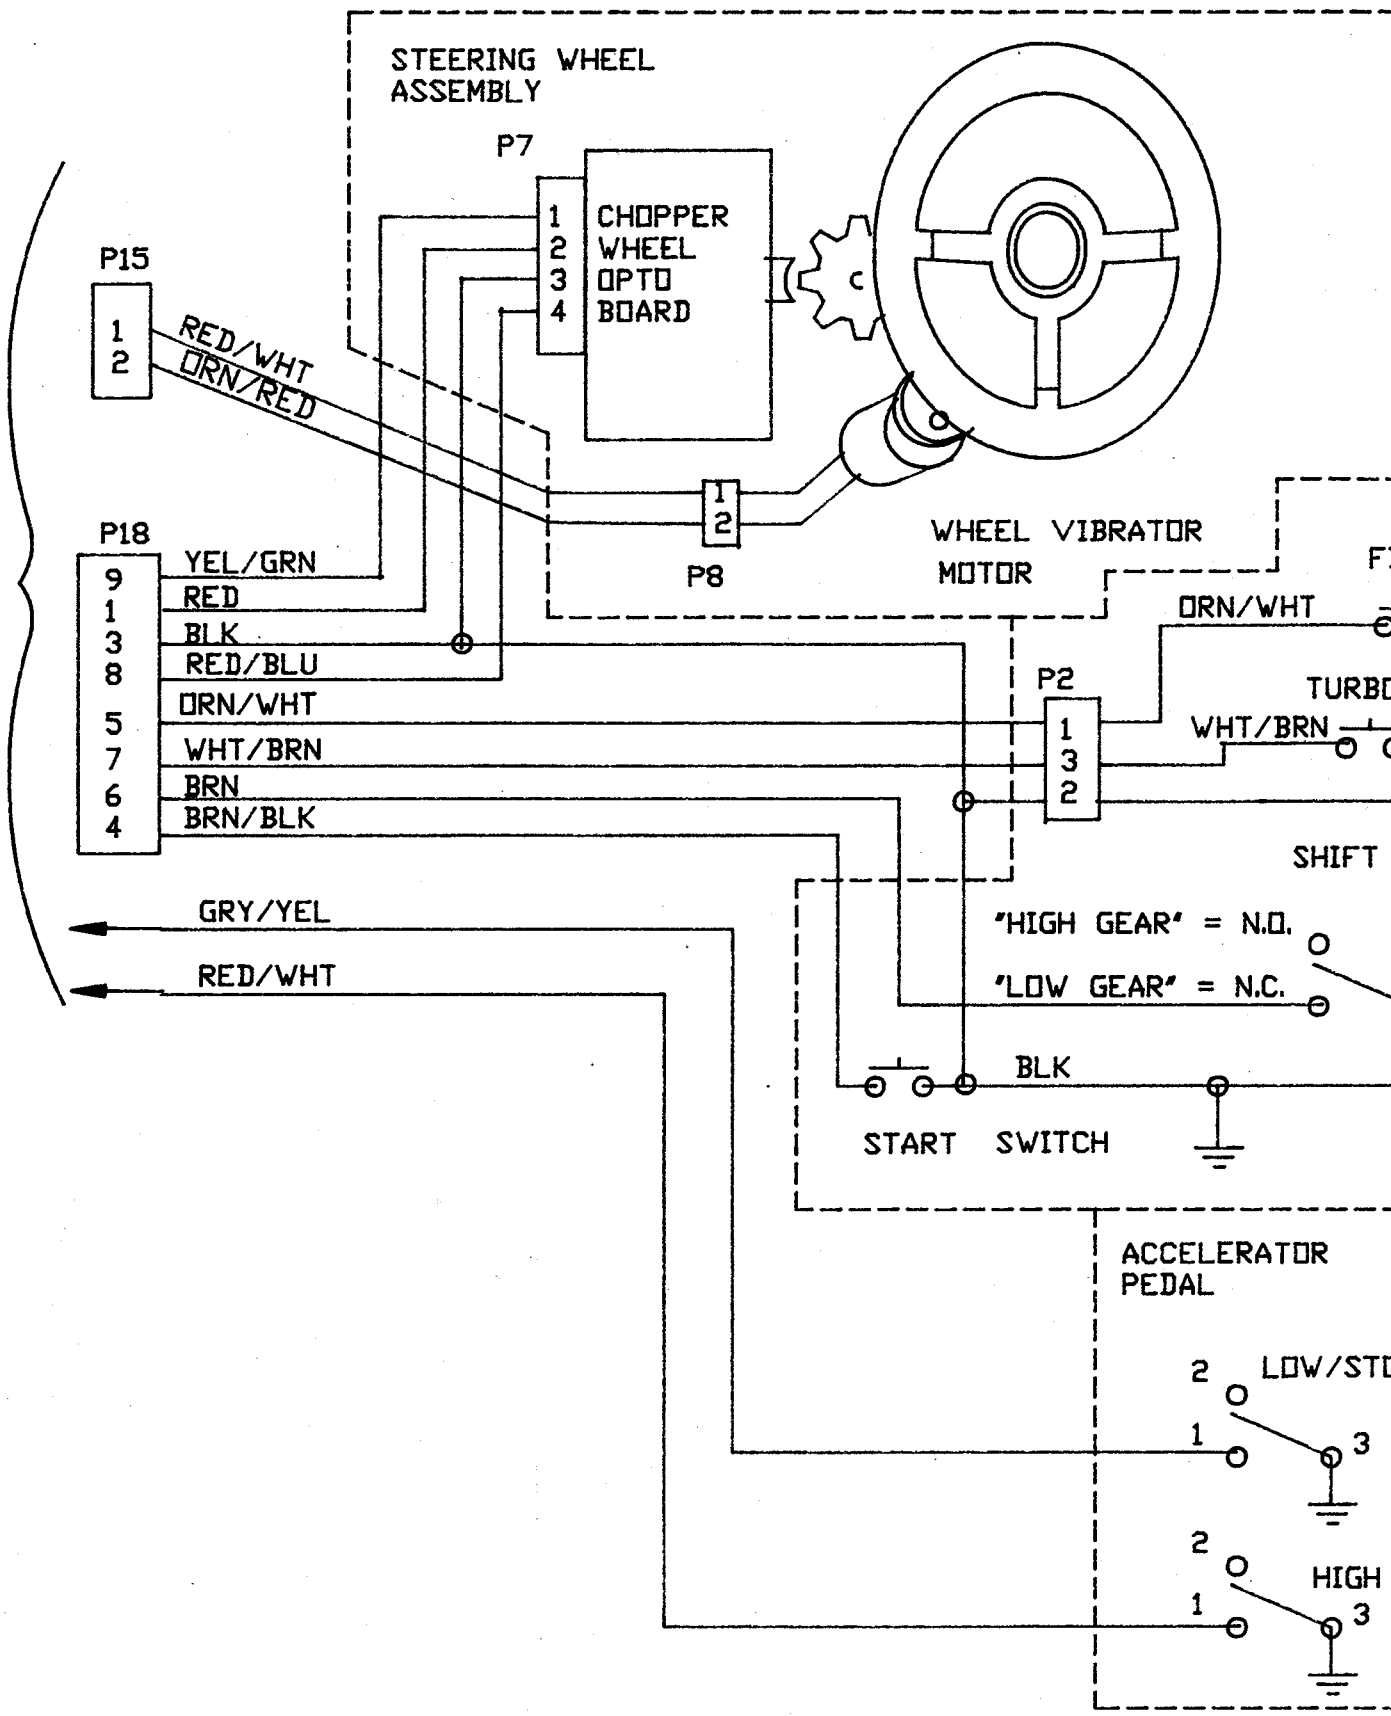 STEERING WHEEL
ASSEMBLY
P7
1 CHOPPER
2 WHEEL
3 OPTO
4 BOARD
P15
1
2
RED/WHT
ORN/RED
1
2
P8
WHEEL VIBRATOR
MOTOR
P18
9 YEL/GRN
1 RED
3 BLK
8 RED/BLU
5 ORN/WHT
7 WHT/BRN
6 BRN
4 BRN/BLK
P2
1
3
2
ORN/WHT
TURBO
WHT/BRN
SHIFT
"HIGH GEAR" = N.O.
"LOW GEAR" = N.C.
GRY/YEL
RED/WHT
BLK
START SWITCH
ACCELERATOR
PEDAL
2 LOW/STO
1 3
2
HIGH
1 3
C